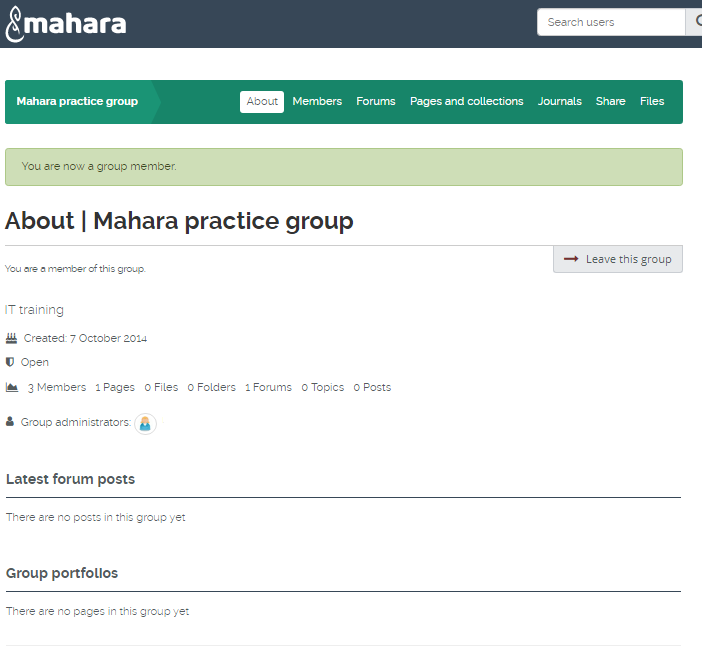 mahara
Search users
Mahara practice group
About Members Forums Pages and collections Journals Share Files
You are now a group member.
About | Mahara practice group
Leave this group
You are a member of this group.
IT training
Created: 7 October 2014
Open
3 Members 1 Pages 0 Files 0 Folders 1 Forums 0 Topics 0 Posts
Group administrators:
Latest forum posts
There are no posts in this group yet
Group portfolios
There are no pages in this group yet